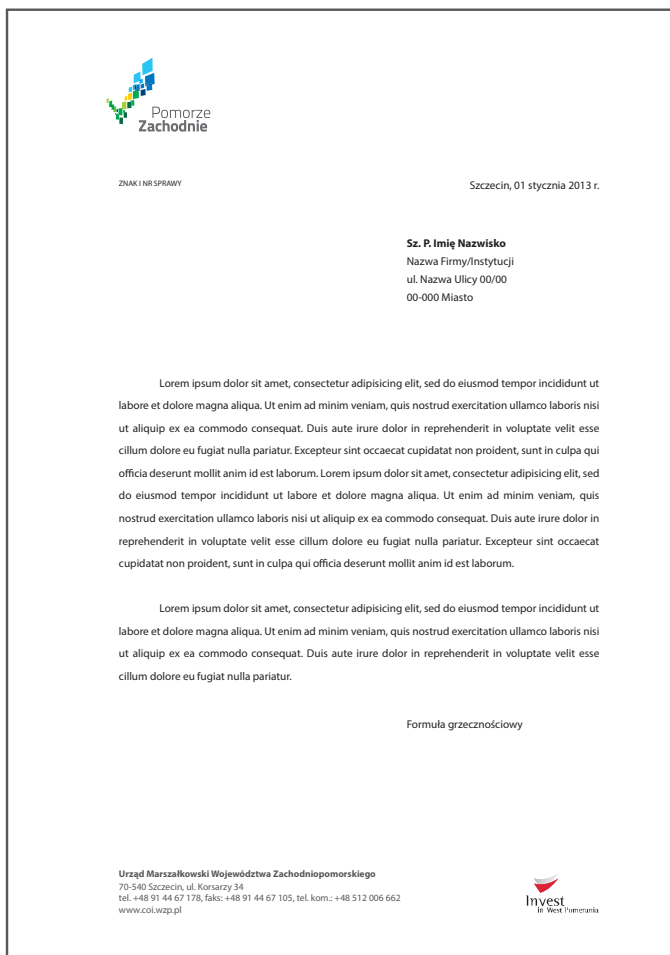 Pomorze
Zachodnie
ZNAK I NR SPRAWY
Szczecin, 01 stycznia 2013 r.
Sz. P. Imię Nazwisko
Nazwa Firmy/Instytucji
ul. Nazwa Ulicy 00/00
00-000 Miasto
Lorem ipsum dolor sit amet, consectetur adipisicing elit, sed do eiusmod tempor incididunt ut
labore et dolore magna aliqua. Ut enim ad minim veniam, quis nostrud exercitation ullamco laboris nisi
ut aliquip ex ea commodo consequat. Duis aute irure dolor in reprehenderit in voluptate velit esse
cillum dolore eu fugiat nulla pariatur. Excepteur sint occaecat cupidatat non proident, sunt in culpa qui
officia deserunt mollit anim id est laborum. Lorem ipsum dolor sit amet, consectetur adipisicing elit, sed
do eiusmod tempor incididunt ut labore et dolore magna aliqua. Ut enim ad minim veniam, quis
nostrud exercitation ullamco laboris nisi ut aliquip ex ea commodo consequat. Duis aute irure dolor in
reprehenderit in voluptate velit esse cillum dolore eu fugiat nulla pariatur. Excepteur sint occaecat
cupidatat non proident, sunt in culpa qui officia deserunt mollit anim id est laborum.
Lorem ipsum dolor sit amet, consectetur adipisicing elit, sed do eiusmod tempor incididunt ut
labore et dolore magna aliqua. Ut enim ad minim veniam, quis nostrud exercitation ullamco laboris nisi
ut aliquip ex ea commodo consequat. Duis aute irure dolor in reprehenderit in voluptate velit esse
cillum dolore eu fugiat nulla pariatur.
Formuła grzecznościowy
Urząd Marszałkowski Województwa Zachodniopomorskiego
70-540 Szczecin, ul. Korsarzy 34
tel. +48 91 44 67 178, faks: +48 91 44 67 105, tel. kom.: +48 512 006 662
www.coi.wzp.pl
Invest
in West Pomerania